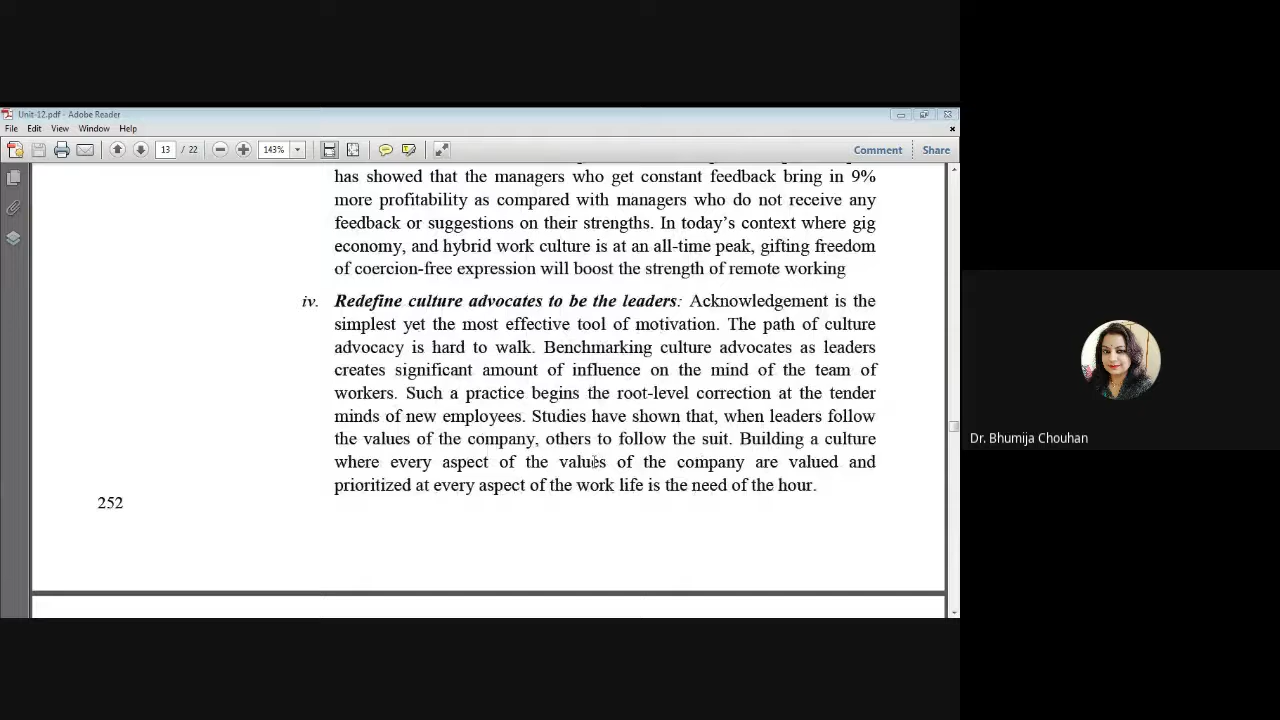 Unit-12.pdf - Adobe Reader
File Edit View Window Help
13 / 22 143% Comment Share
has showed that the managers who get constant feedback bring in 9%
more profitability as compared with managers who do not receive any
feedback or suggestions on their strengths. In today's context where gig
economy, and hybrid work culture is at an all-time peak, gifting freedom
of coercion-free expression will boost the strength of remote working
iv. Redefine culture advocates to be the leaders: Acknowledgement is the
simplest yet the most effective tool of motivation. The path of culture
advocacy is hard to walk. Benchmarking culture advocates as leaders
creates significant amount of influence on the mind of the team of
workers. Such a practice begins the root-level correction at the tender
minds of new employees. Studies have shown that, when leaders follow
the values of the company, others to follow the suit. Building a culture
where every aspect of the values of the company are valued and
prioritized at every aspect of the work life is the need of the hour.
252
Dr. Bhumija Chouhan